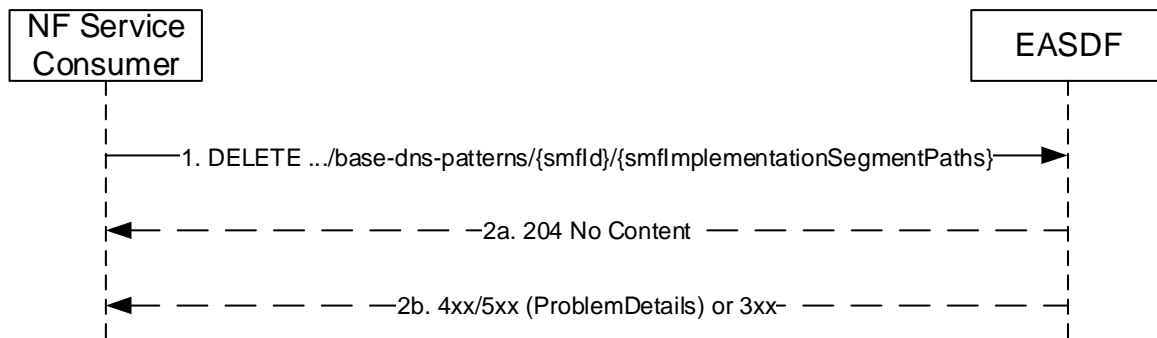 NF Service
Consumer
EASDF
1. DELETE .../base-dns-patterns/{smfId}/{smfImplementationSegmentPaths}
2a. 204 No Content
2b. 4xx/5xx (ProblemDetails) or 3xx